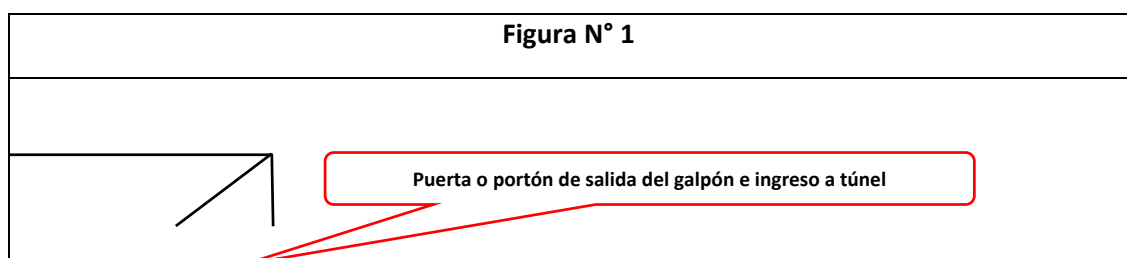 Figura N° 1
Puerta o portón de salida del galpón e ingreso a túnel